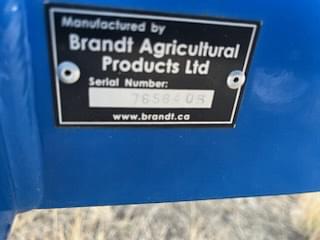 Manufactured by
Brandt Agricultural
Products Ltd
Serial Number:
www.brandt.ca